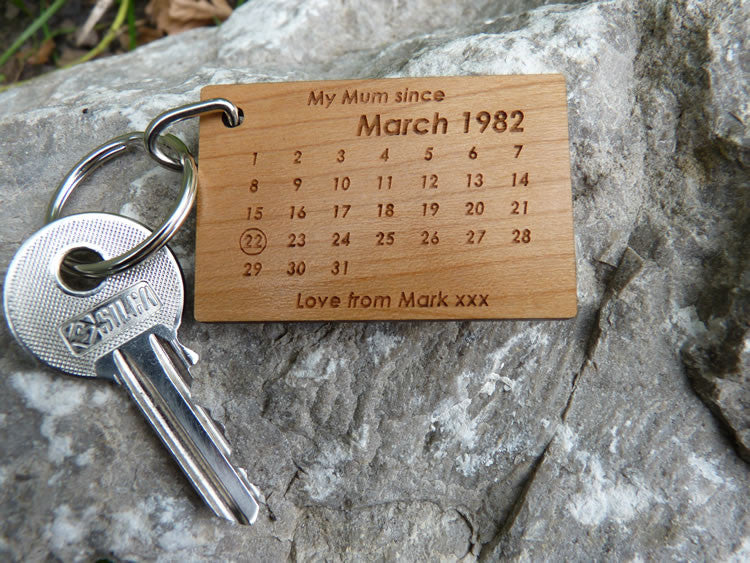 My Mum since
March 1982
1 2 3 4 5 6 7
8 9 10 11 12 13 14
15 16 17 18 19 20 21
22 23 24 25 26 27 28
29 30 31
Love from Mark xxx